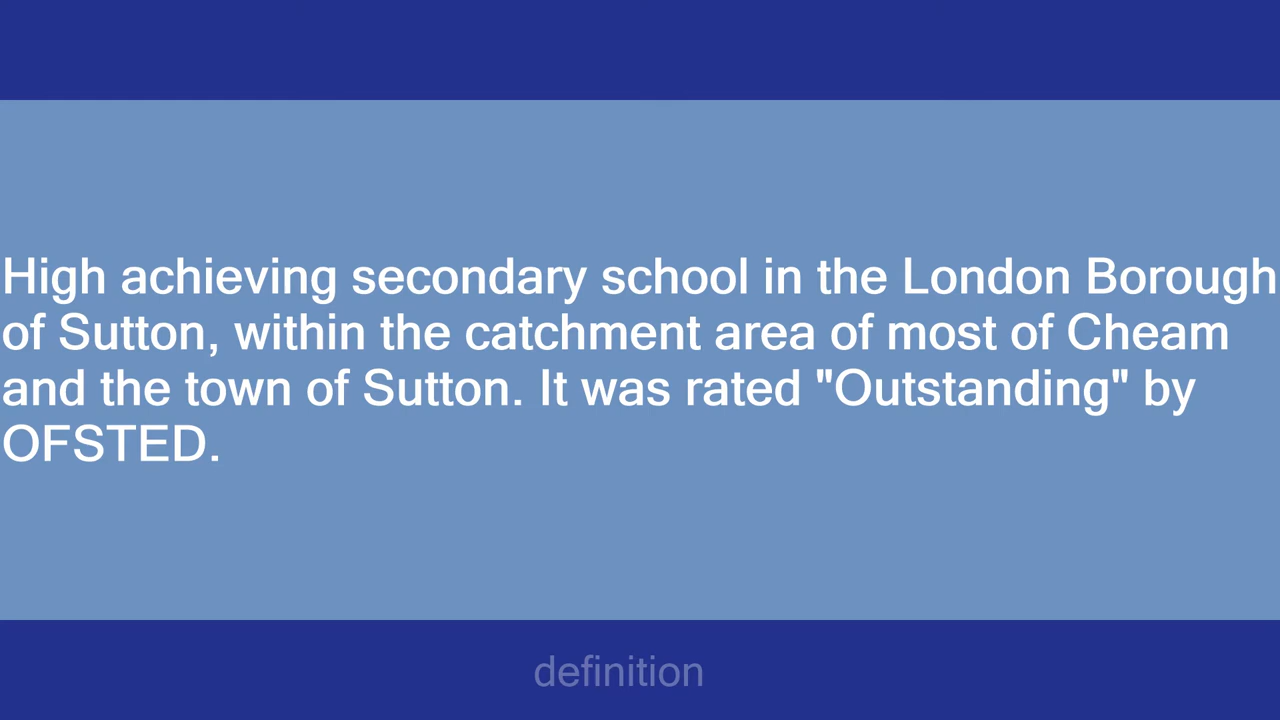 High achieving secondary school in the London Borough
of Sutton, within the catchment area of most of Cheam
and the town of Sutton. It was rated "Outstanding" by
OFSTED.
definition